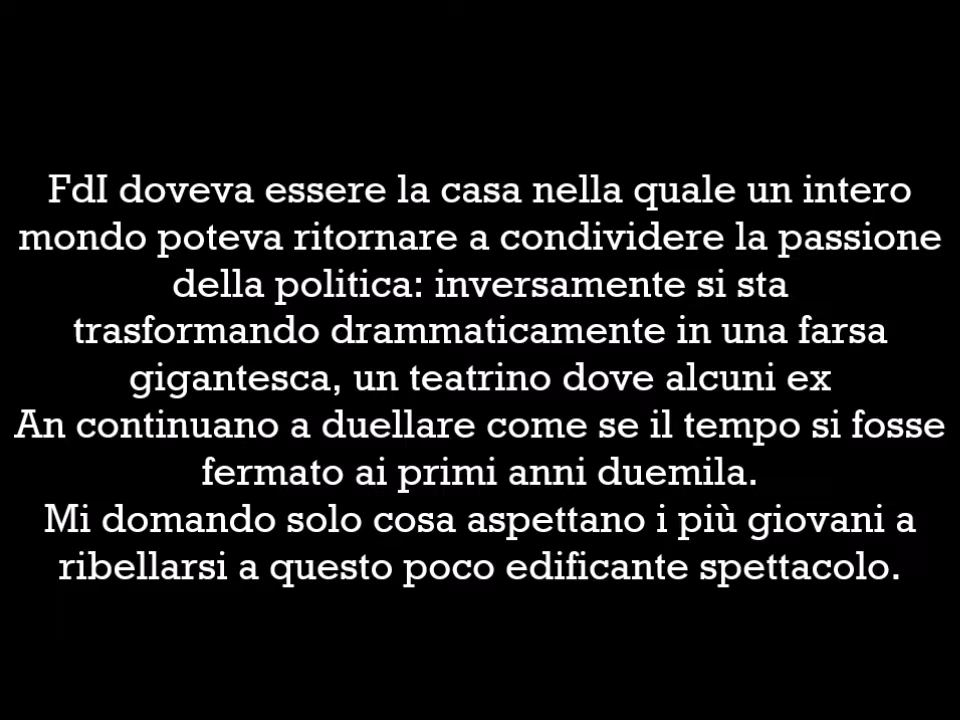 FdI doveva essere la casa nella quale un intero
mondo poteva ritornare a condividere la passione
della politica: inversamente si sta
trasformando drammaticamente in una farsa
gigantesca, un teatrino dove alcuni ex
An continuano a duellare come se il tempo si fosse
fermato ai primi anni duemila.
Mi domando solo cosa aspettano i più giovani a
ribellarsi a questo poco edificante spettacolo.